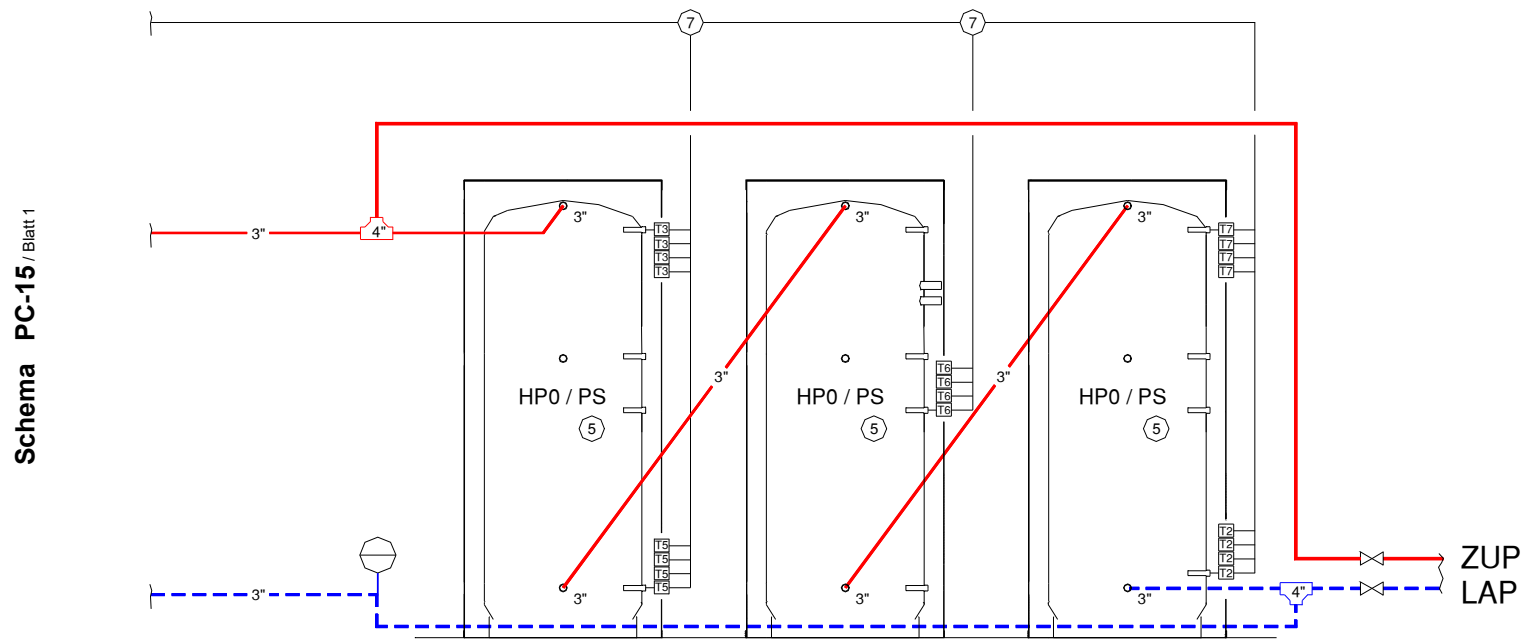 Schema PC-15 / Blatt 1
7
7
3"
4"
3"
3"
3"
T3
T3
T3
T3
T7
T7
T7
T7
3"
3"
T6
T6
T6
T6
HP0 / PS
HP0 / PS
HP0 / PS
5
5
5
T5
T5
T5
T5
T2
T2
T2
T2
ZUP
3"
3"
3"
3"
4"
LAP